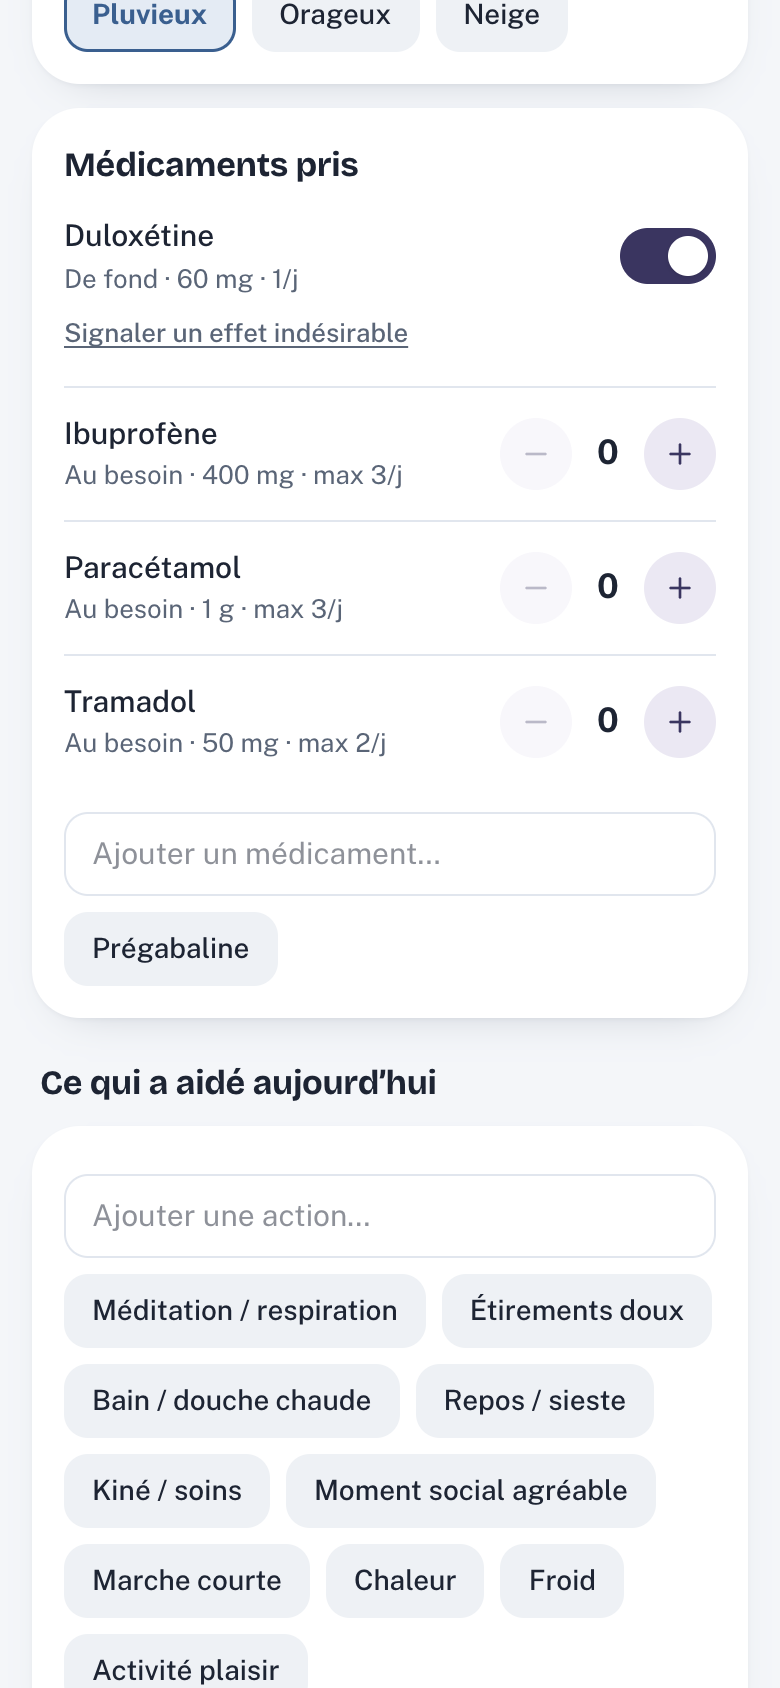 Pluvieux Orageux Neige
Médicaments pris
Duloxétine
De fond · 60 mg · 1/j
Signaler un effet indésirable
Ibuprofène
Au besoin · 400 mg · max 3/j
− 0 +
Paracétamol
Au besoin · 1 g · max 3/j
− 0 +
Tramadol
Au besoin · 50 mg · max 2/j
− 0 +
Ajouter un médicament...
Prégabaline
Ce qui a aidé aujourd’hui
Ajouter une action...
Méditation / respiration Étirements doux
Bain / douche chaude Repos / sieste
Kiné / soins Moment social agréable
Marche courte Chaleur Froid
Activité plaisir